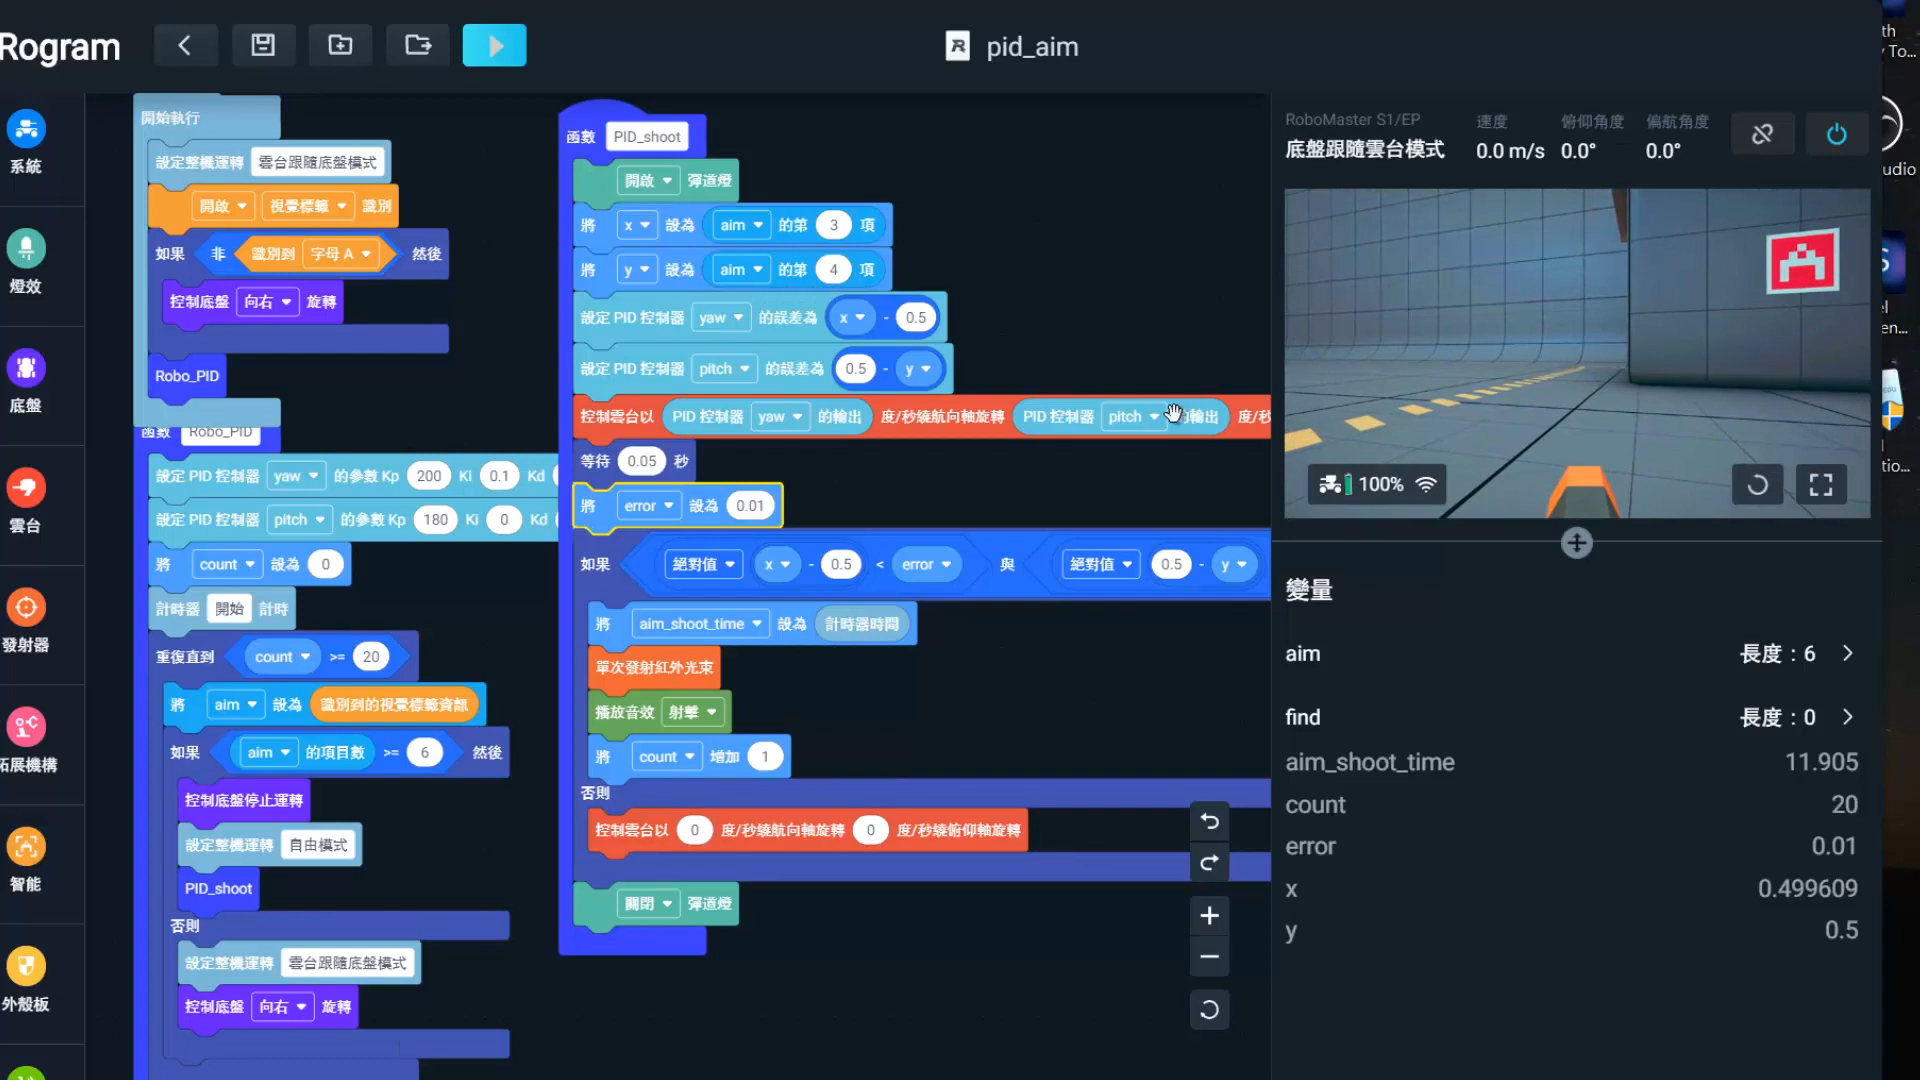 Rogram
pid_aim
系統
燈效
底盤
雲台
發射器
拓展機構
智能
外殼板
開始執行
設定整機運轉 雲台跟隨底盤模式
開啟 視覺標籤 識別
如果 非 識別到 字母 A 然後
控制底盤 向右 旋轉
Robo_PID
函數 Robo_PID
設定 PID 控制器 yaw 的參數 Kp 200 Ki 0.1 Kd
設定 PID 控制器 pitch 的參數 Kp 180 Ki 0 Kd
將 count 設為 0
計時器 開始 計時
重復直到 count >= 20
將 aim 設為 識別到的視覺標籤資訊
如果 aim 的項目數 >= 6 然後
控制底盤停止運轉
設定整機運轉 自由模式
PID_shoot
否則
設定整機運轉 雲台跟隨底盤模式
控制底盤 向右 旋轉
函數 PID_shoot
開啟 彈道燈
將 x 設為 aim 的第 3 項
將 y 設為 aim 的第 4 項
設定 PID 控制器 yaw 的誤差為 x - 0.5
設定 PID 控制器 pitch 的誤差為 0.5 - y
控制雲台以 PID 控制器 yaw 的輸出 度/秒繞航向軸旋轉 PID 控制器 pitch 輸出 度/秒
等待 0.05 秒
將 error 設為 0.01
如果 絕對值 x - 0.5 < error 與 絕對值 0.5 - y
將 aim_shoot_time 設為 計時器時間
單次發射紅外光束
播放音效 射擊
將 count 增加 1
否則
控制雲台以 0 度/秒繞航向軸旋轉 0 度/秒繞俯仰軸旋轉
關閉 彈道燈
RoboMaster S1/EP
底盤跟隨雲台模式
速度 俯仰角度 偏航角度
0.0 m/s 0.0° 0.0°
100%
變量
aim 長度：6
find 長度：0
aim_shoot_time 11.905
count 20
error 0.01
x 0.499609
y 0.5
th
To...
udio
el
en...
tio...